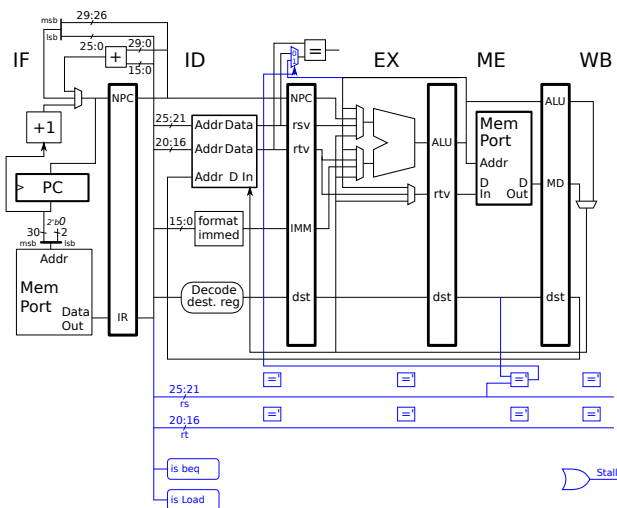 29:26
msb
lsb
25:0
29:0
15:0
+
=
0
1
IF
ID
EX
ME
WB
NPC
NPC
ALU
+1
25:21
Addr Data
rsv
Mem
Port
20:16
Addr Data
rtv
ALU
Addr
PC
Addr D In
D
In
D
Out
rtv
MD
2'b0
30
2
msb
lsb
15:0
format
immed
IMM
Addr
Mem
Port
Data
Out
Decode
dest. reg
dst
dst
dst
IR
='
='
='
='
25:21
rs
='
='
='
='
20:16
rt
is beq
is Load
Stall